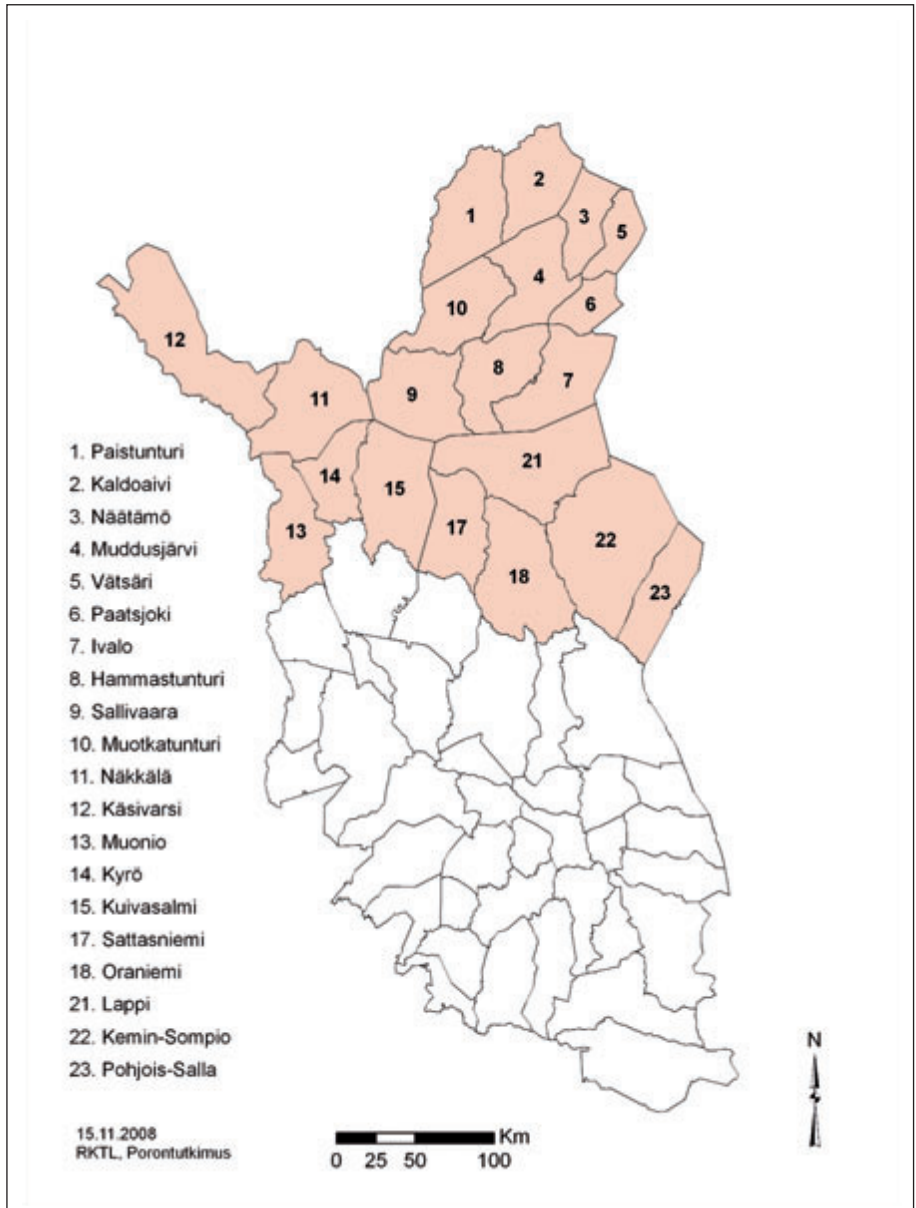 2
1
3
5
4
10
6
12
8
11
9
7
21
14
15
13
17
22
18
23
1. Paistunturi
2. Kaldoaivi
3. Näätämö
4. Muddusjärvi
5. Vätsäri
6. Paatsjoki
7. Ivalo
8. Hammastunturi
9. Sallivaara
10. Muotkatunturi
11. Näkkälä
12. Käsivarsi
13. Muonio
14. Kyrö
15. Kuivasalmi
17. Sattasniemi
18. Oraniemi
21. Lappi
22. Kemin-Sompio
23. Pohjois-Salla
N
15.11.2008
RKTL, Porontutkimus
Km
0 25 50 100